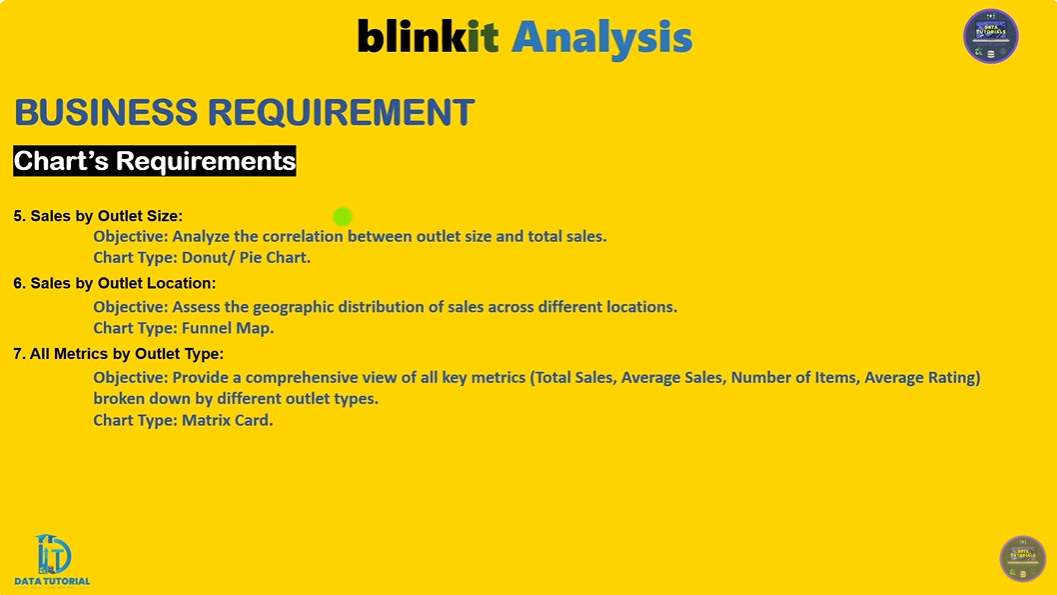 blinkit Analysis
DATA
TUTORIALS
BUSINESS REQUIREMENT
Chart's Requirements
5. Sales by Outlet Size:
Objective: Analyze the correlation between outlet size and total sales.
Chart Type: Donut/ Pie Chart.
6. Sales by Outlet Location:
Objective: Assess the geographic distribution of sales across different locations.
Chart Type: Funnel Map.
7. All Metrics by Outlet Type:
Objective: Provide a comprehensive view of all key metrics (Total Sales, Average Sales, Number of Items, Average Rating)
broken down by different outlet types.
Chart Type: Matrix Card.
DATA TUTORIAL
DATA
TUTORIALS